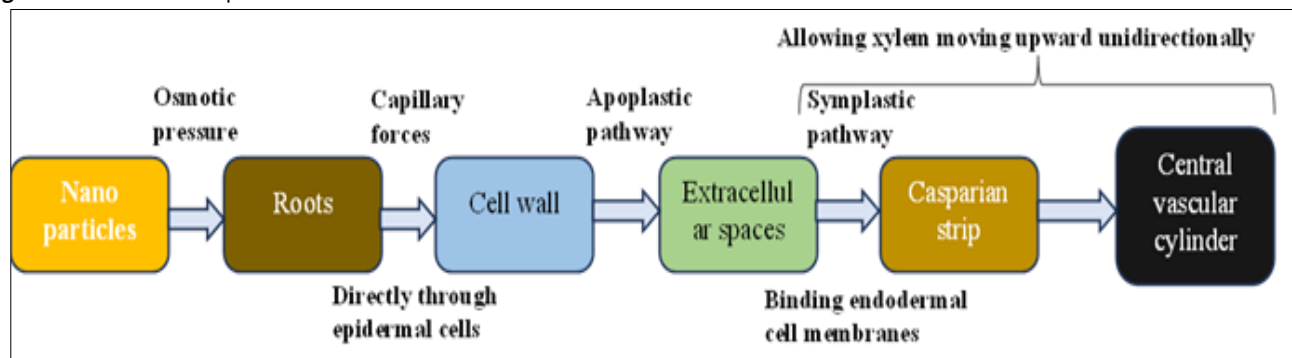 Allowing xylem moving upward unidirectionally
Osmotic
pressure
Capillary
forces
Apoplastic
pathway
Symplastic
pathway
Nano
particles
Roots
Cell wall
Extracellul
ar spaces
Casparian
strip
Central
vascular
cylinder
Directly through
epidermal cells
Binding endodermal
cell membranes